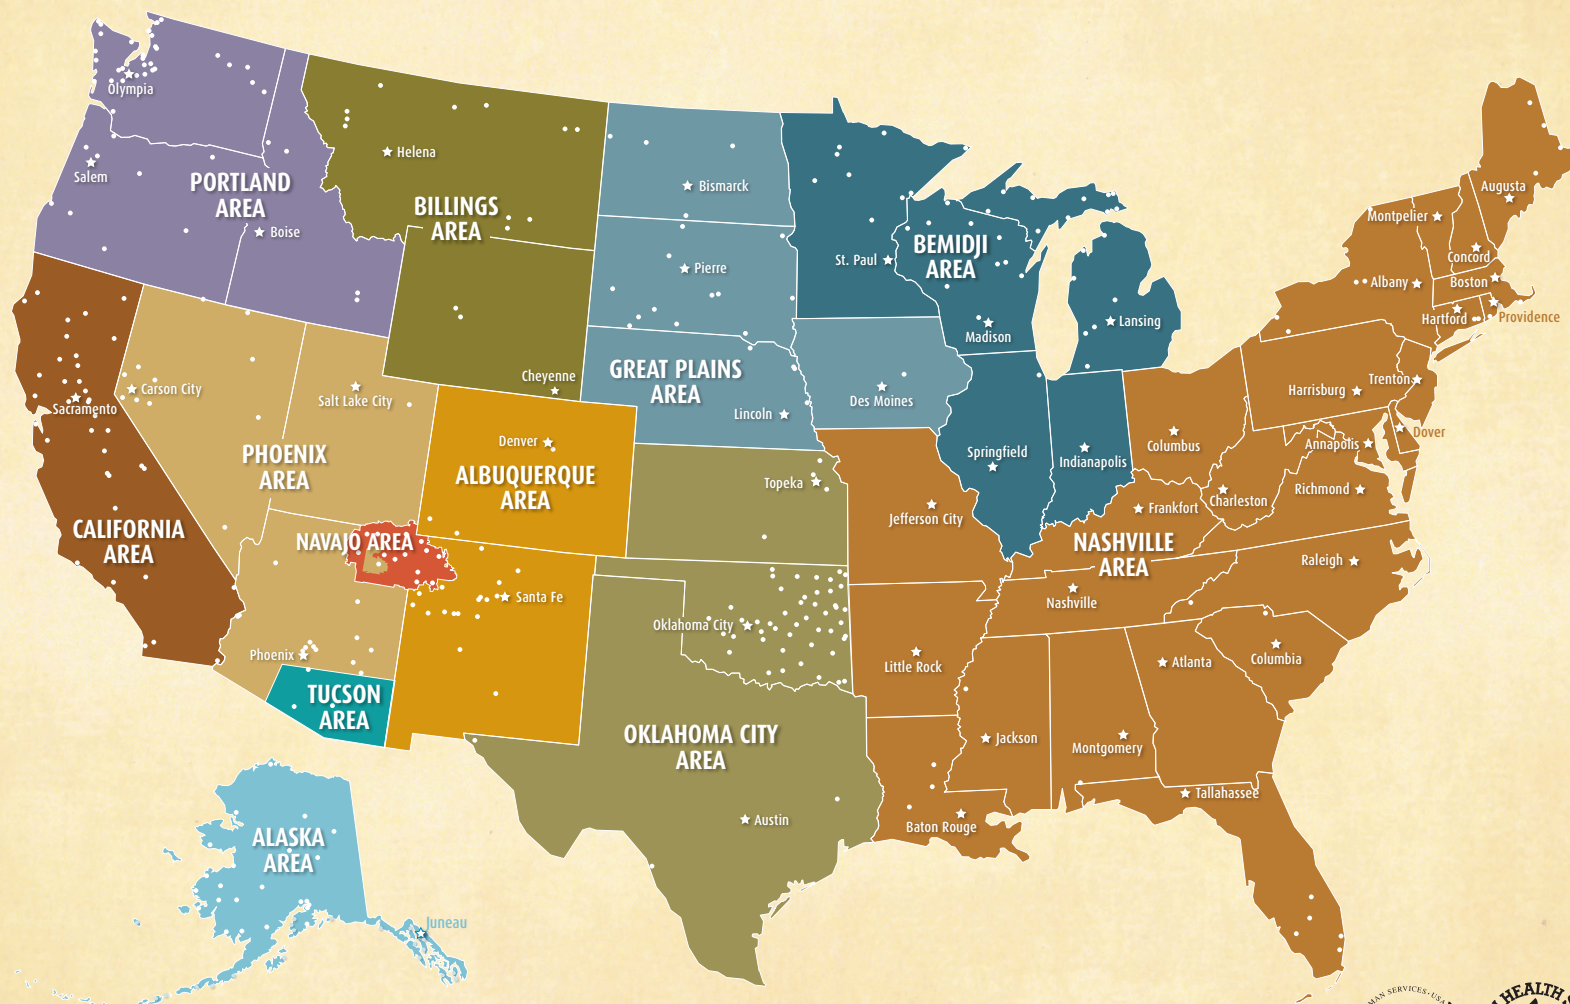 Olympia
Salem
PORTLAND
AREA
Boise
Helena
BILLINGS
AREA
Cheyenne
Bismarck
Pierre
GREAT PLAINS
AREA
Lincoln
Des Moines
St. Paul
BEMIDJI
AREA
Madison
Lansing
Springfield
Indianapolis
Augusta
Montpelier
Concord
Albany
Boston
Hartford
Providence
Harrisburg
Trenton
Dover
Annapolis
Columbus
Charleston
Richmond
Frankfort
NASHVILLE
AREA
Nashville
Raleigh
Columbia
Atlanta
Jefferson City
Little Rock
Jackson
Montgomery
Tallahassee
Baton Rouge
Carson City
Sacramento
CALIFORNIA
AREA
Salt Lake City
PHOENIX
AREA
Phoenix
NAVAJO AREA
TUCSON
AREA
Denver
ALBUQUERQUE
AREA
Santa Fe
Topeka
Oklahoma City
OKLAHOMA CITY
AREA
Austin
ALASKA
AREA
Juneau
MAN SERVICES • USA
HEALTH